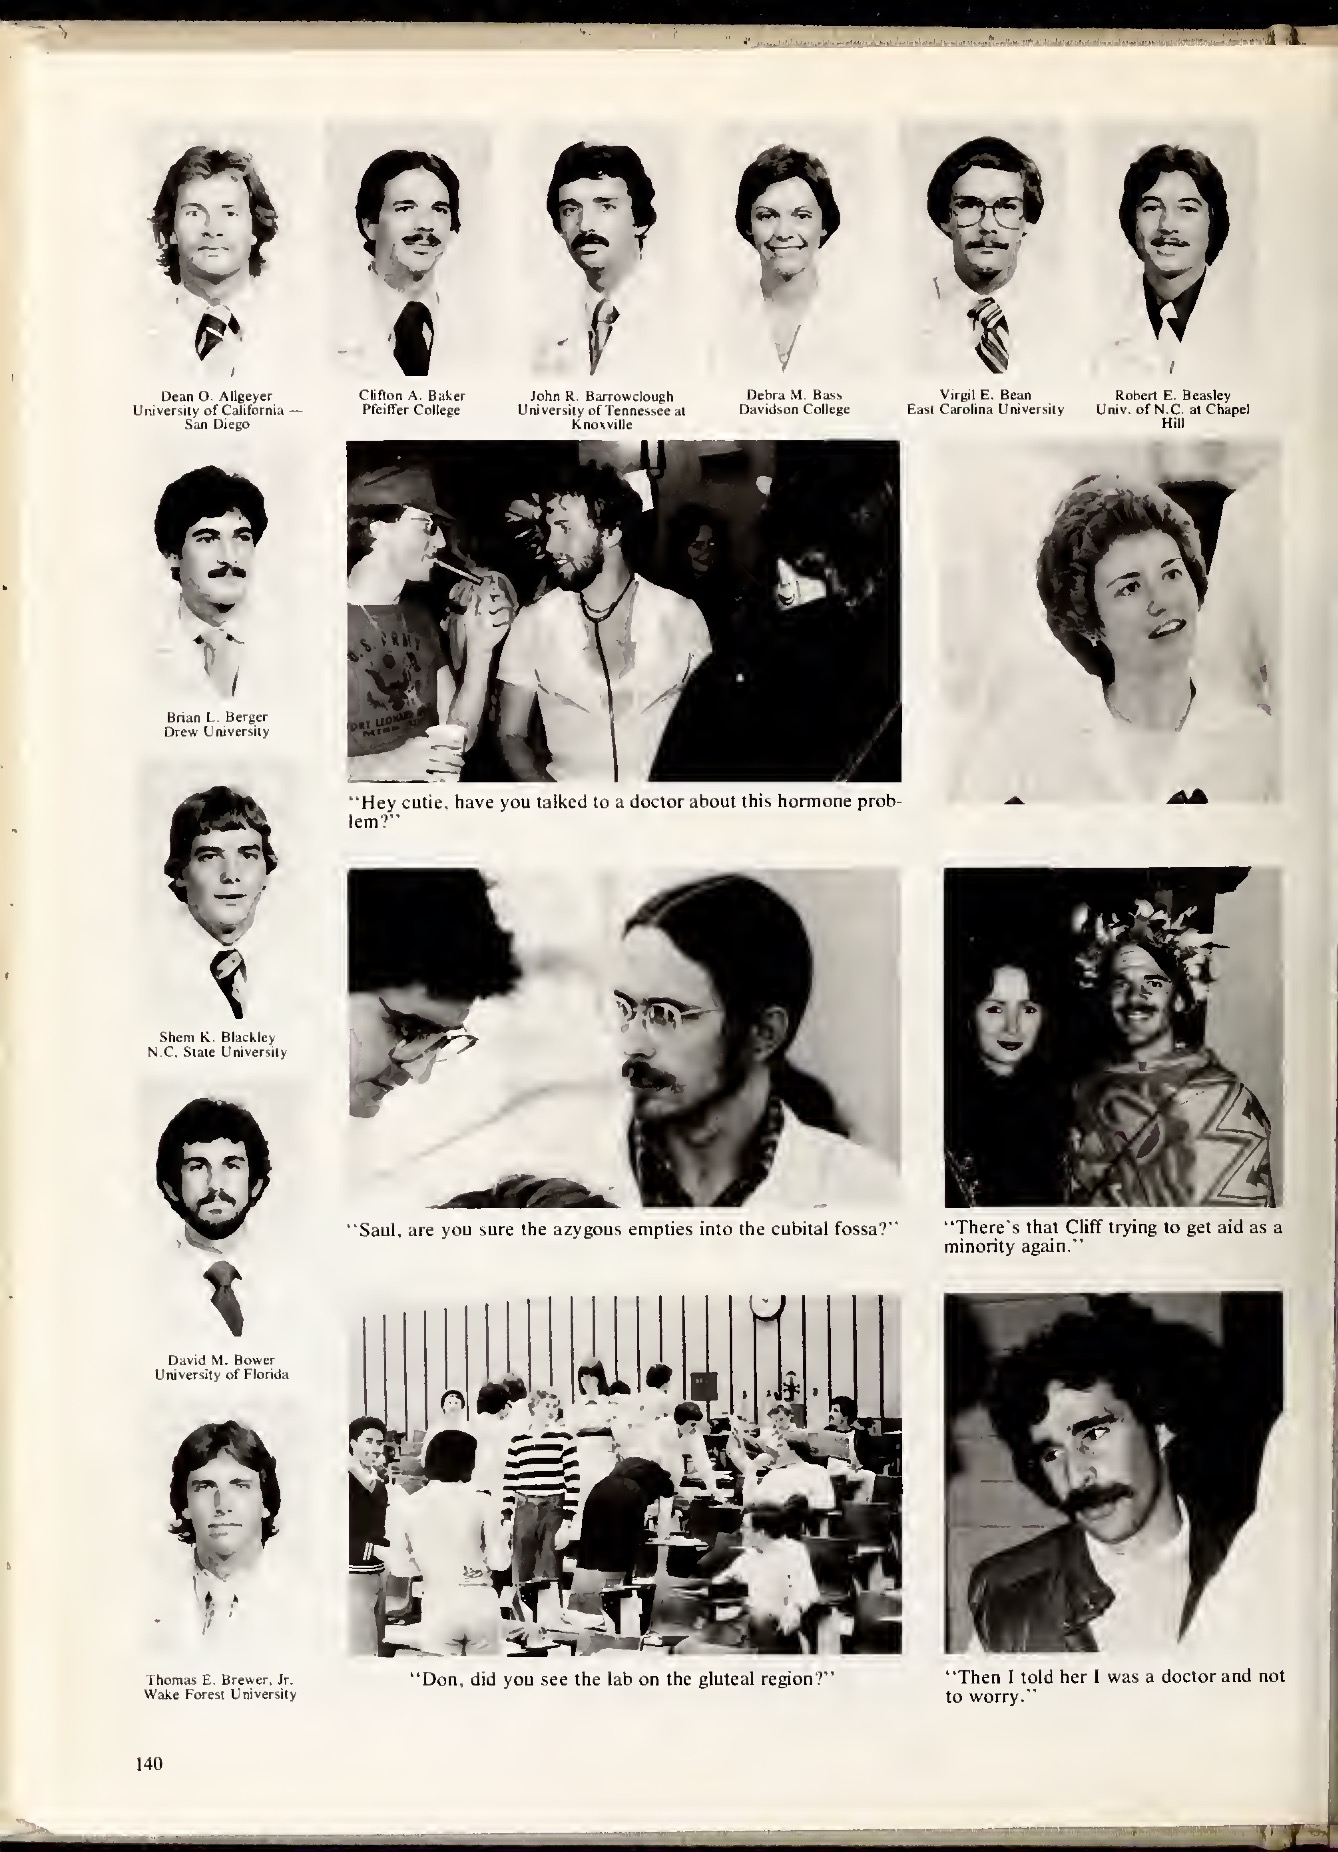 Dean O. Allgeyer
University of California —
San Diego
Clifton A. Baker
Pfeiffer College
John R. Barrowclough
University of Tennessee at
Knoxville
Debra M. Bass
Davidson College
Virgil E. Bean
East Carolina University
Robert E. Beasley
Univ. of N.C. at Chapel
Hill
Brian L. Berger
Drew University
U.S. ARMY
FORT LEONARD
"Hey cutie, have you talked to a doctor about this hormone prob-
lem?"
Shem K. Blackley
N.C. State University
"Saul, are you sure the azygous empties into the cubital fossa?"
"There's that Cliff trying to get aid as a
minority again."
David M. Bower
University of Florida
Thomas E. Brewer, Jr.
Wake Forest University
"Don, did you see the lab on the gluteal region?"
"Then I told her I was a doctor and not
to worry."
140